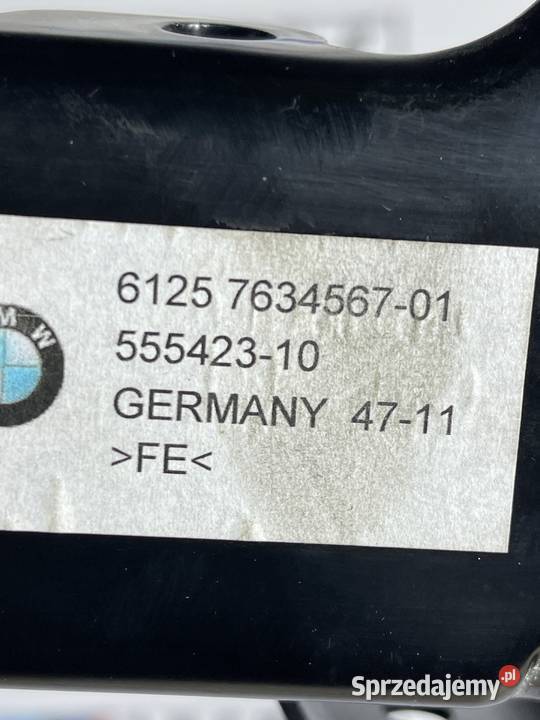 M W
6125 7634567-01
555423-10
GERMANY 47-11
>FE<
Sprzedajemy .pl